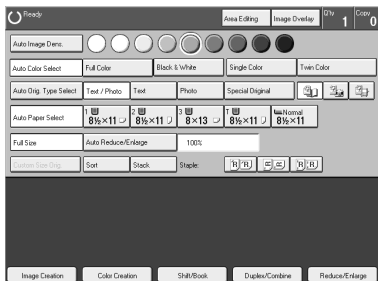 Ready Area Editing Image Overlay Q'ty 1 Copy 0
Auto Image Dens.
Auto Color Select Full Color Black & White Single Color Twin Color
Auto Orig. Type Select Text / Photo Text Photo Special Original
Auto Paper Select 1 8½×11 2 8½×11 3 8×13 T 8½×11 Normal 8½×11
Full Size Auto Reduce/Enlarge 100%
Custom Size Orig. Sort Stack Staple: R R R R R R
Image Creation Color Creation Shift/Book Duplex/Combine Reduce/Enlarge